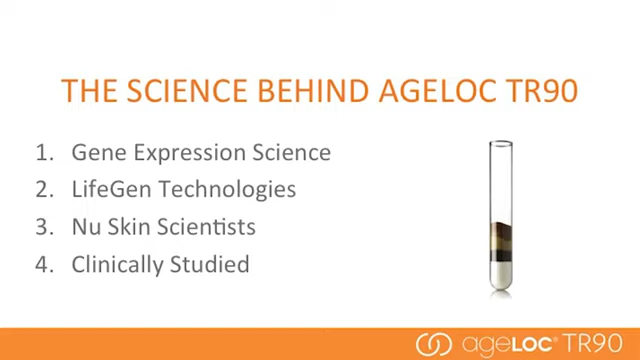 THE SCIENCE BEHIND AGELOC TR90
1. Gene Expression Science
2. LifeGen Technologies
3. Nu Skin Scientists
4. Clinically Studied
ageLOC® TR90